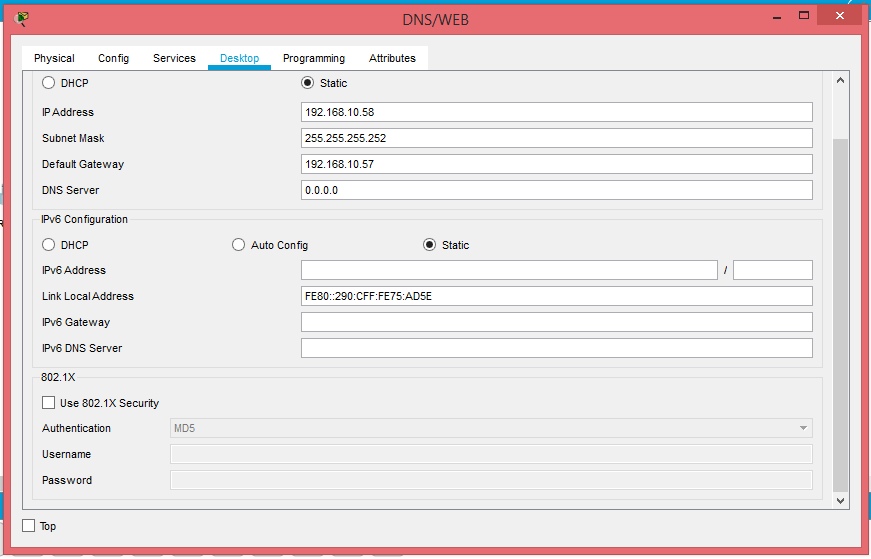 DNS/WEB
Physical Config Services Desktop Programming Attributes
DHCP Static
IP Address 192.168.10.58
Subnet Mask 255.255.255.252
Default Gateway 192.168.10.57
DNS Server 0.0.0.0
IPv6 Configuration
DHCP Auto Config Static
IPv6 Address /
Link Local Address FE80::290:CFF:FE75:AD5E
IPv6 Gateway
IPv6 DNS Server
802.1X
Use 802.1X Security
Authentication MD5
Username
Password
Top